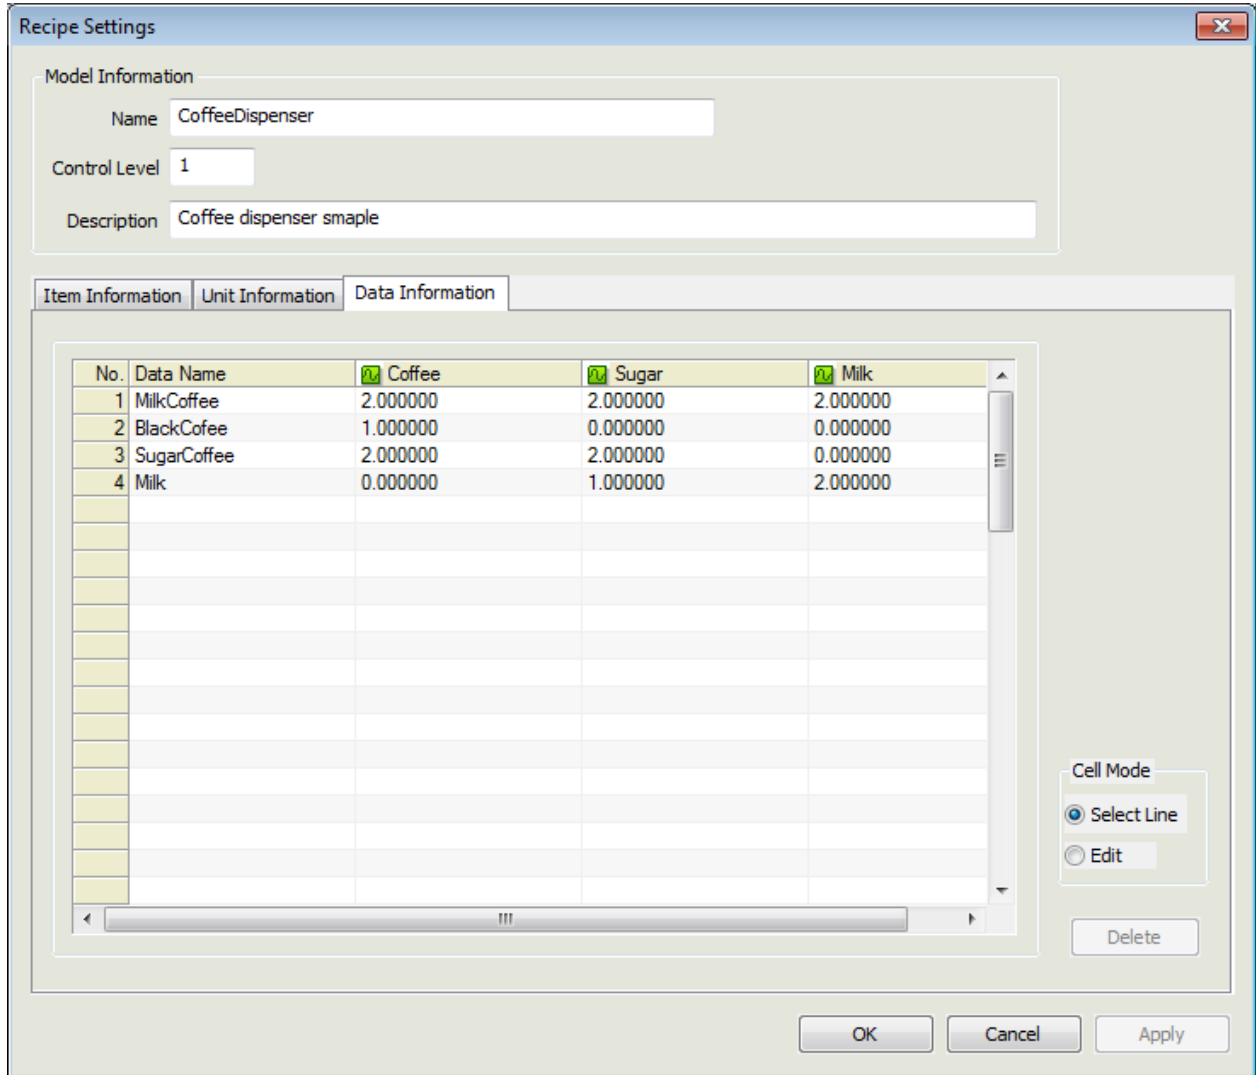 Recipe Settings
Model Information
Name CoffeeDispenser
Control Level 1
Description Coffee dispenser smaple
Item Information Unit Information Data Information
No. Data Name Coffee Sugar Milk
1 MilkCoffee 2.000000 2.000000 2.000000
2 BlackCofee 1.000000 0.000000 0.000000
3 SugarCoffee 2.000000 2.000000 0.000000
4 Milk 0.000000 1.000000 2.000000
Cell Mode
Select Line
Edit
Delete
OK Cancel Apply